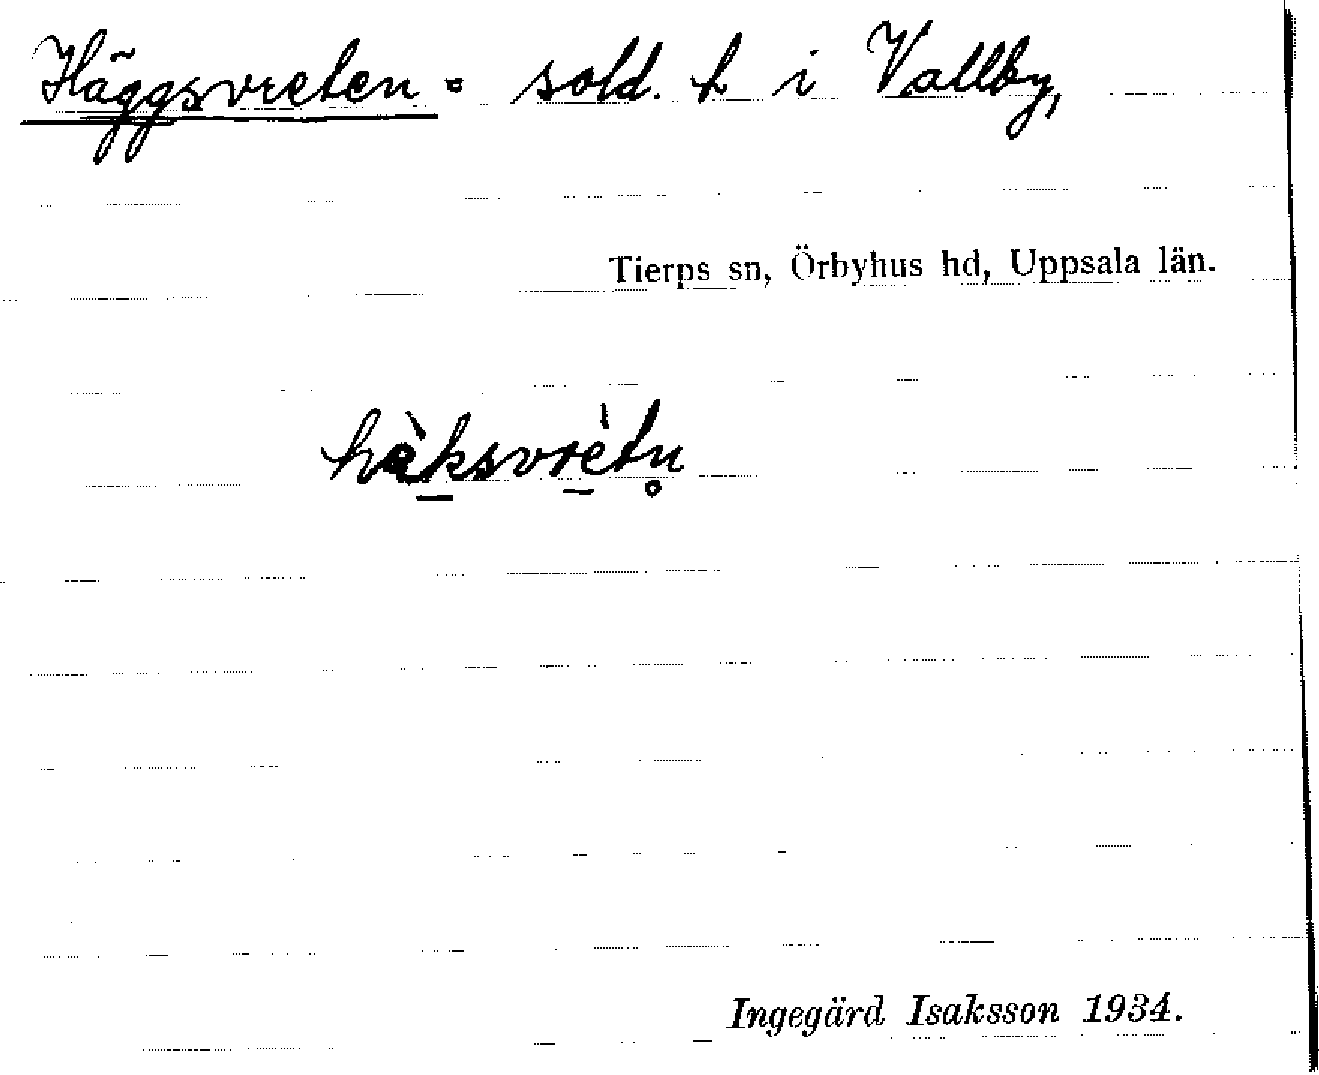 Häggsvreten = sold. t. i Vallby,
Tierps sn, Örbyhus hd, Uppsala län.
hàksvrètn̥
Ingegärd Isaksson 1934.